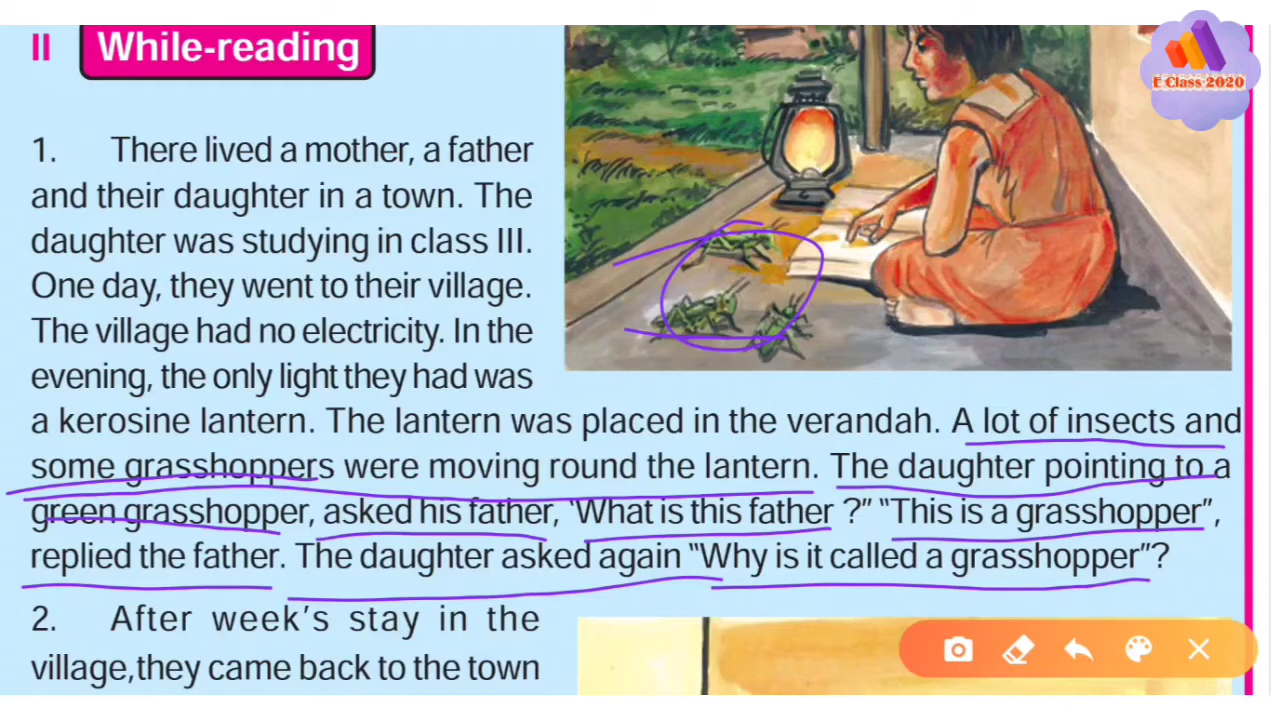 II While-reading
E Class 2020
1. There lived a mother, a father
and their daughter in a town. The
daughter was studying in class III.
One day, they went to their village.
The village had no electricity. In the
evening, the only light they had was
a kerosine lantern. The lantern was placed in the verandah. A lot of insects and
some grasshoppers were moving round the lantern. The daughter pointing to a
green grasshopper, asked his father, ‘What is this father ?” “This is a grasshopper”,
replied the father. The daughter asked again “Why is it called a grasshopper”?
2. After week’s stay in the
village,they came back to the town